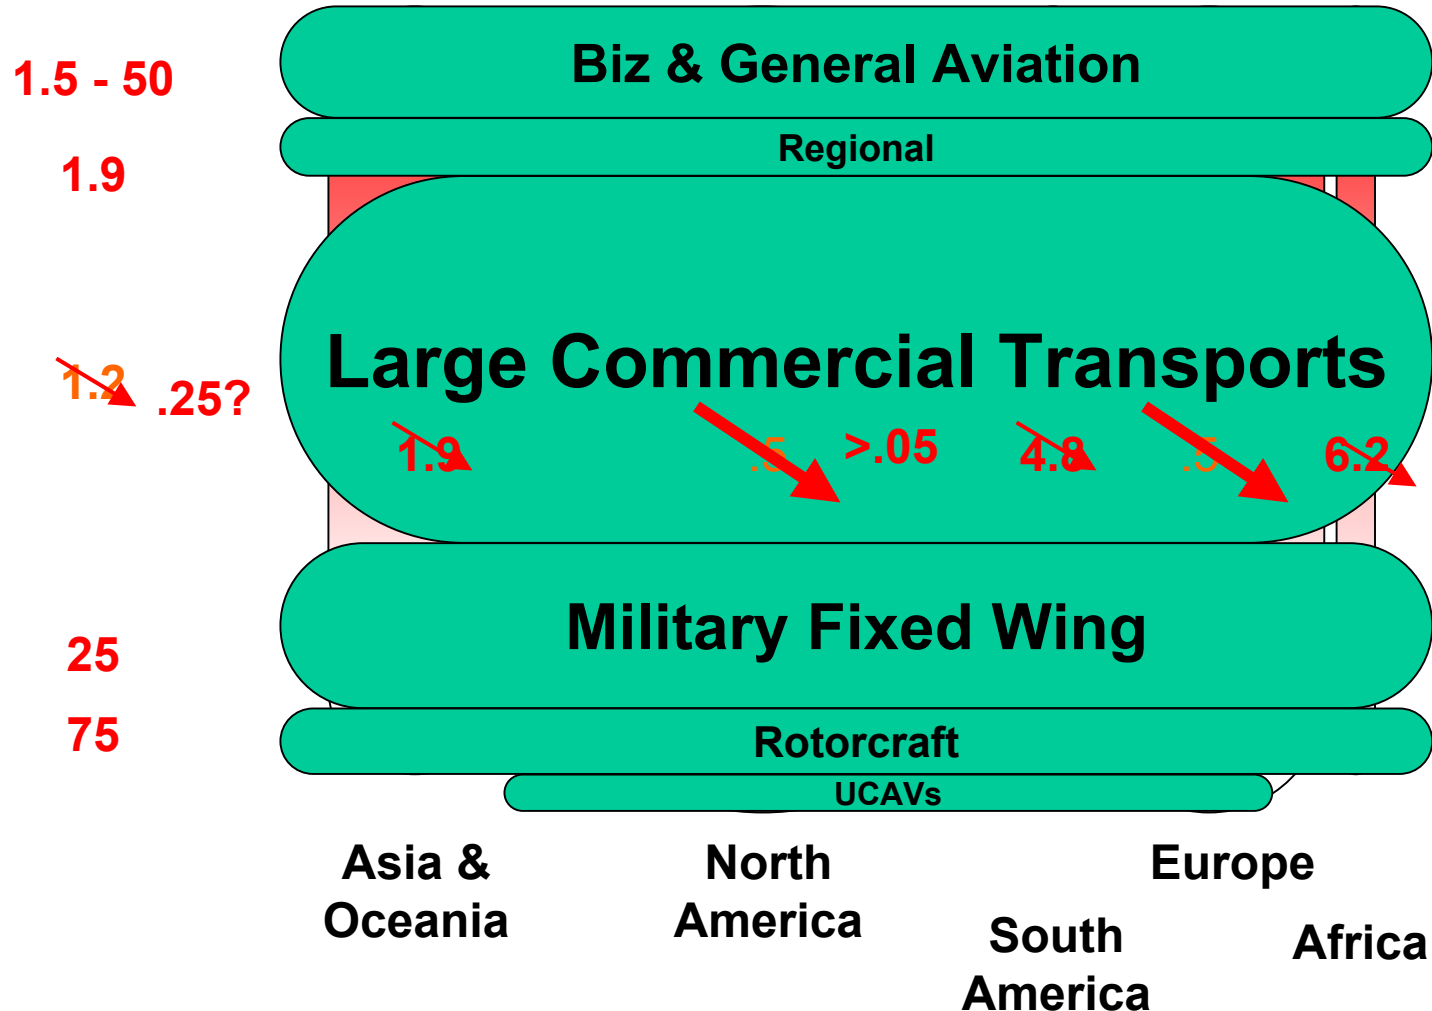 Biz & General Aviation
1.5 - 50
Regional
1.9
Large Commercial Transports
1.2
.25?
1.9
.5
>.05
4.8
.5
6.2
Military Fixed Wing
25
75
Rotorcraft
UCAVs
Asia &
Oceania
North
America
South
America
Europe
Africa